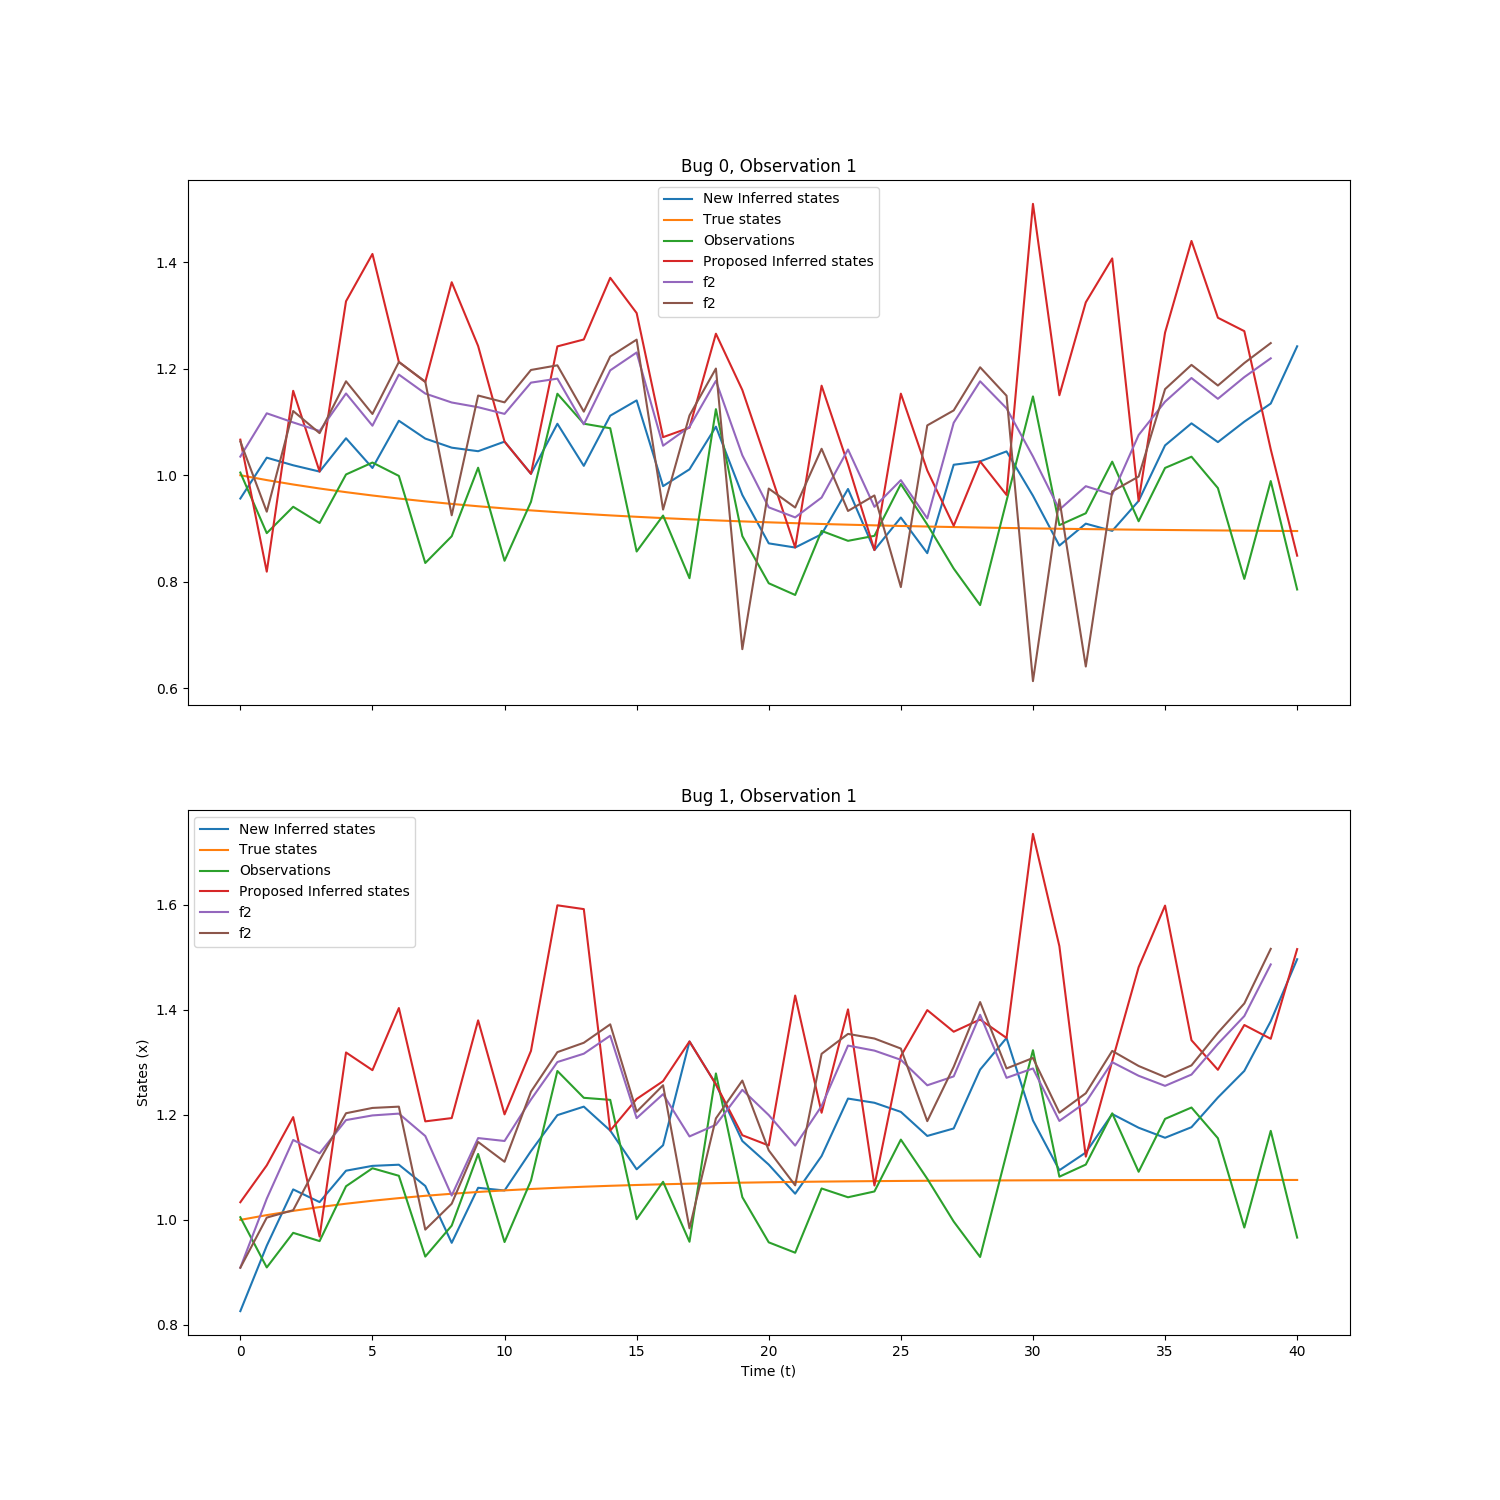 Bug 0, Observation 1
New Inferred states
True states
Observations
Proposed Inferred states
f2
f2
1.4
1.2
1.0
0.8
0.6
Bug 1, Observation 1
New Inferred states
True states
Observations
Proposed Inferred states
f2
f2
1.6
1.4
1.2
1.0
0.8
States (x)
0 5 10 15 20 25 30 35 40
Time (t)